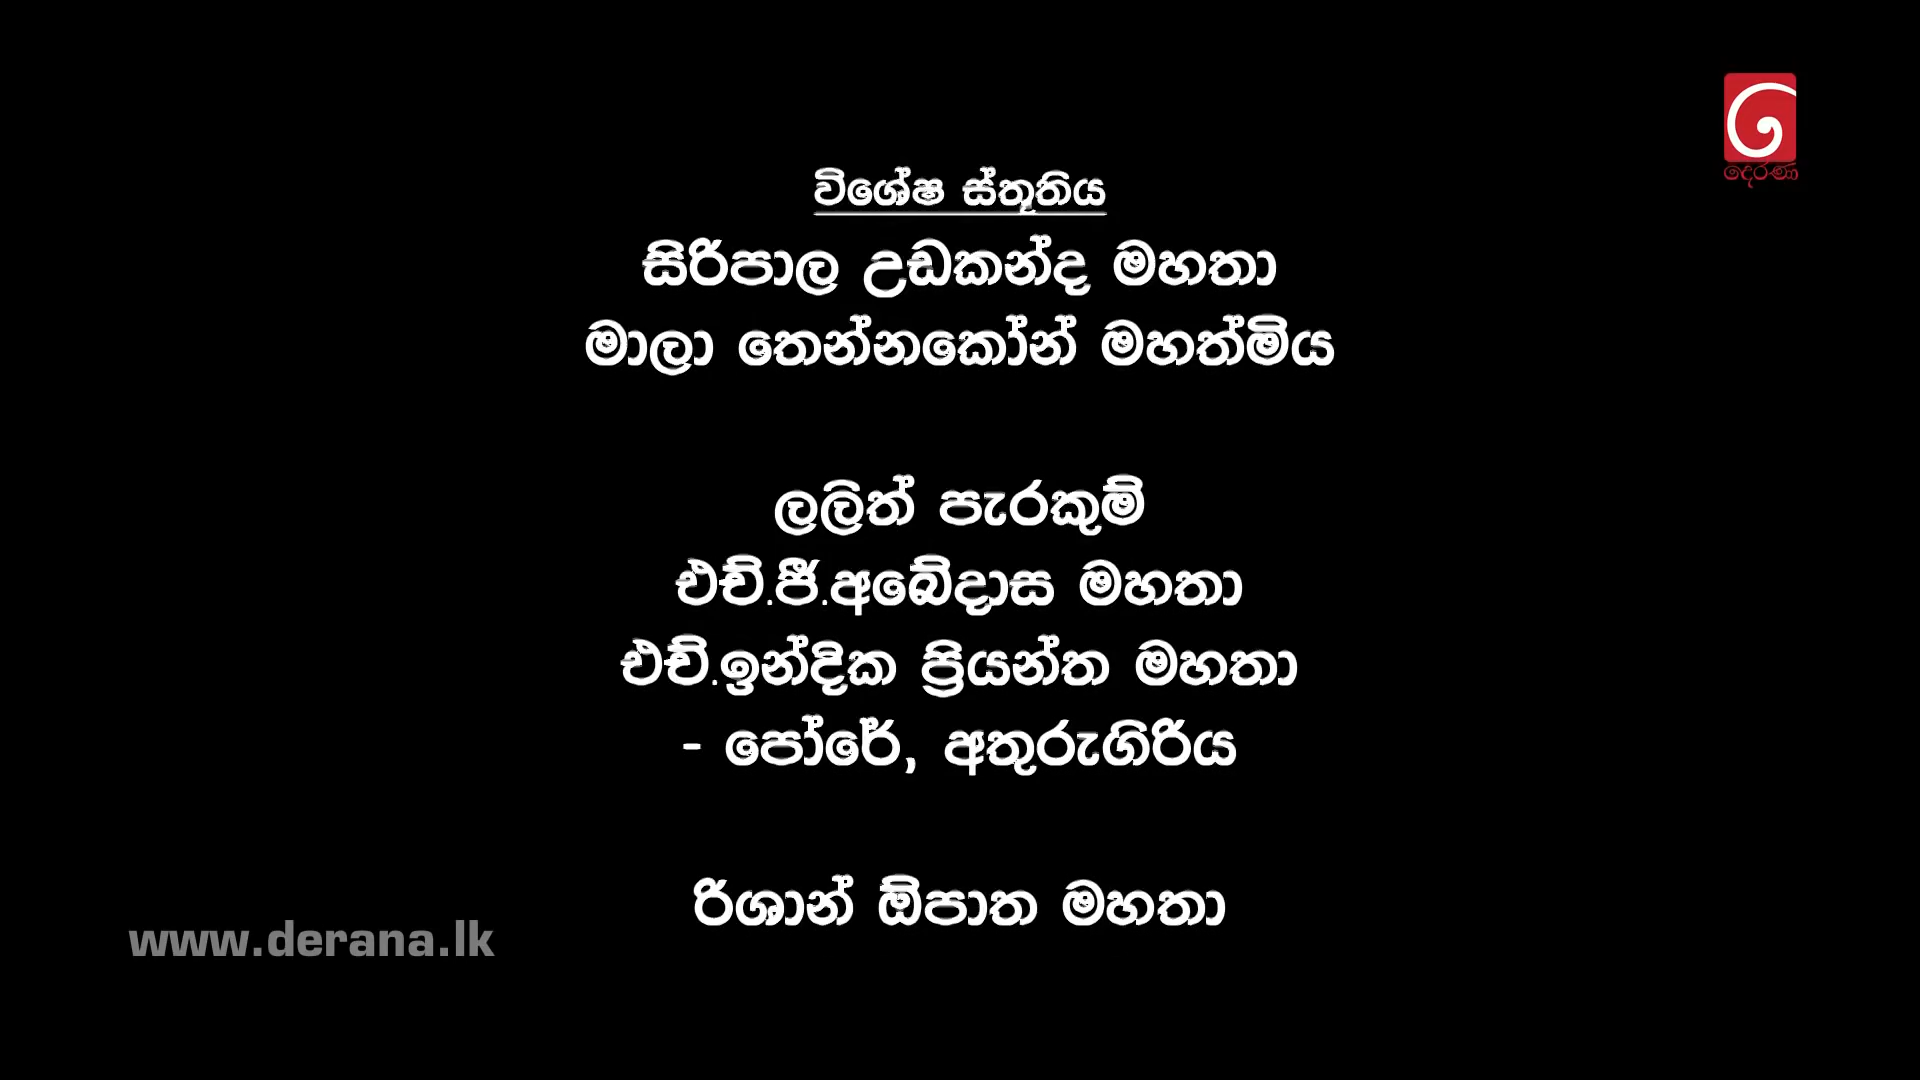 දෙරණ
විශේෂ ස්තූතිය
සිරිපාල උඩකන්ද මහතා
මාලා තෙන්නකෝන් මහත්මිය
ලලිත් පැරකුම්
එච්.ජී.අබේදාස මහතා
එච්.ඉන්දික ප්‍රියන්ත මහතා
- පෝරේ, අතුරුගිරිය
රිශාන් ඕපාත මහතා
www.derana.lk